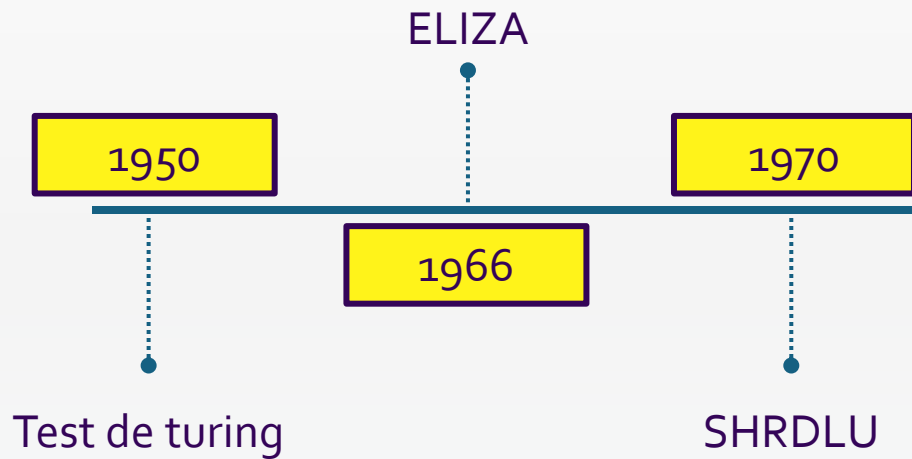 ELIZA
1950
1970
1966
Test de turing
SHRDLU